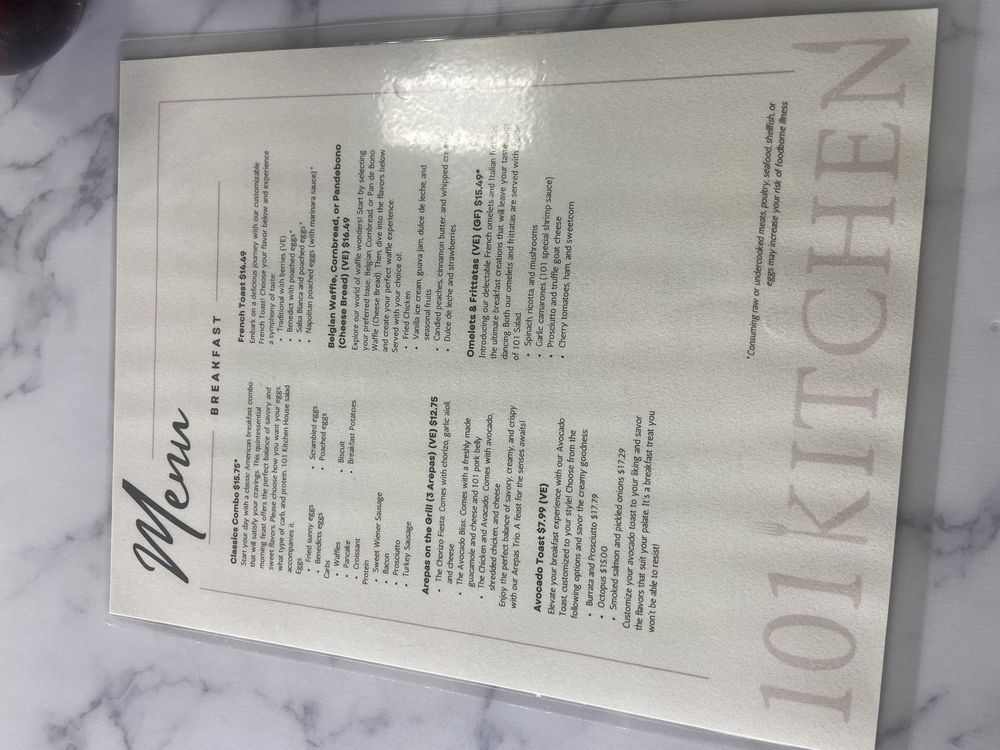 Menu
BREAKFAST
Classics Combo $15.75*
Start your day with a classic American breakfast combo
that will satisfy your cravings. This quintessential
morning feast offers the perfect balance of savory and
sweet flavors. Please choose how you want your eggs,
what type of carb, and protein. 101 Kitchen House salad
accompanies it.
Eggs
• Fried sunny eggs
• Benedicts eggs
• Scrambled eggs
• Poached eggs
Carbs
• Waffles
• Pancake
• Croissant
• Biscuit
• Breakfast Potatoes
Protein
• Sweet Wiener Sausage
• Bacon
• Prosciutto
• Turkey Sausage
Arepas on the Grill (3 Arepas) (VE) $12.75
• The Chorizo Fiesta: Comes with chorizo, garlic aioli,
and cheese
• The Avocado Bliss: Comes with a freshly made
guacamole and cheese and 101 pork belly
• The Chicken and Avacado: Comes with avocado,
shredded chicken, and cheese
Enjoy the perfect balance of savory, creamy, and crispy
with our Arepas Trio. A feast for the senses awaits!
Avocado Toast $7.99 (VE)
Elevate your breakfast experience with our Avocado
Toast, customized to your style! Choose from the
following options and savor the creamy goodness:
• Burrata and Prosciutto $17.79
• Octopus $15.00
• Smoked salmon and pickled onions $17.29
Customize your avocado toast to your liking and savor
the flavors that suit your palate. It's a breakfast treat you
won't be able to resist!
French Toast $14.49
Embark on a delicious journey with our customizable
French Toast! Choose your flavor below and experience
a symphony of taste:
• Traditional with berries (VE)
• Benedict with poached eggs*
• Salsa Blanca and poached eggs*
• Napolitan poached eggs (with marinara sauce)*
Belgian Waffle, Cornbread, or Pandebono
(Cheese Bread) (VE) $16.49
Explore our world of waffle wonders! Start by selecting
your preferred base: Belgian, Cornbread, or Pan de Bono
Waffle (Cheese Bread). Then, dive into the flavors below
and create your perfect waffle experience:
Served with your choice of:
• Fried Chicken
• Vanilla ice cream, guava jam, dulce de leche, and
seasonal fruits
• Candied peaches, cinnamon butter, and whipped
• Dulce de leche and strawberries
Omelets & Frittatas (VE) (GF) $15.49*
Introducing our delectable French omelets and Italian
the ultimate breakfast creations that will leave your taste
dancing. Both our omelets and frittatas are served with
of 101 Salad.
• Spinach, ricotta and mushrooms
• Garlic camarones (101 special shrimp sauce)
• Prosciutto and truffle goat cheese
• Cherry tomatoes, ham, and sweetcorn
*Consuming raw or undercooked meats, poultry, seafood, shellfish, or
eggs may increase your risk of foodborne illness
101 KITCHEN